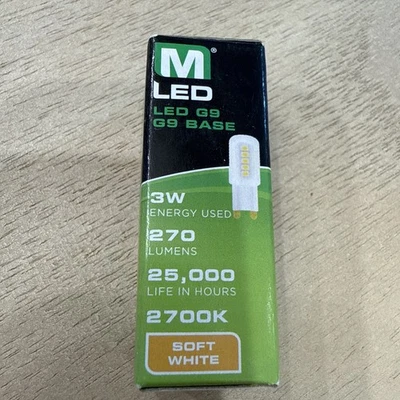 M®
LED
LED G9
G9 BASE
3W
ENERGY USED
270
LUMENS
25,000
LIFE IN HOURS
2700K
SOFT
WHITE